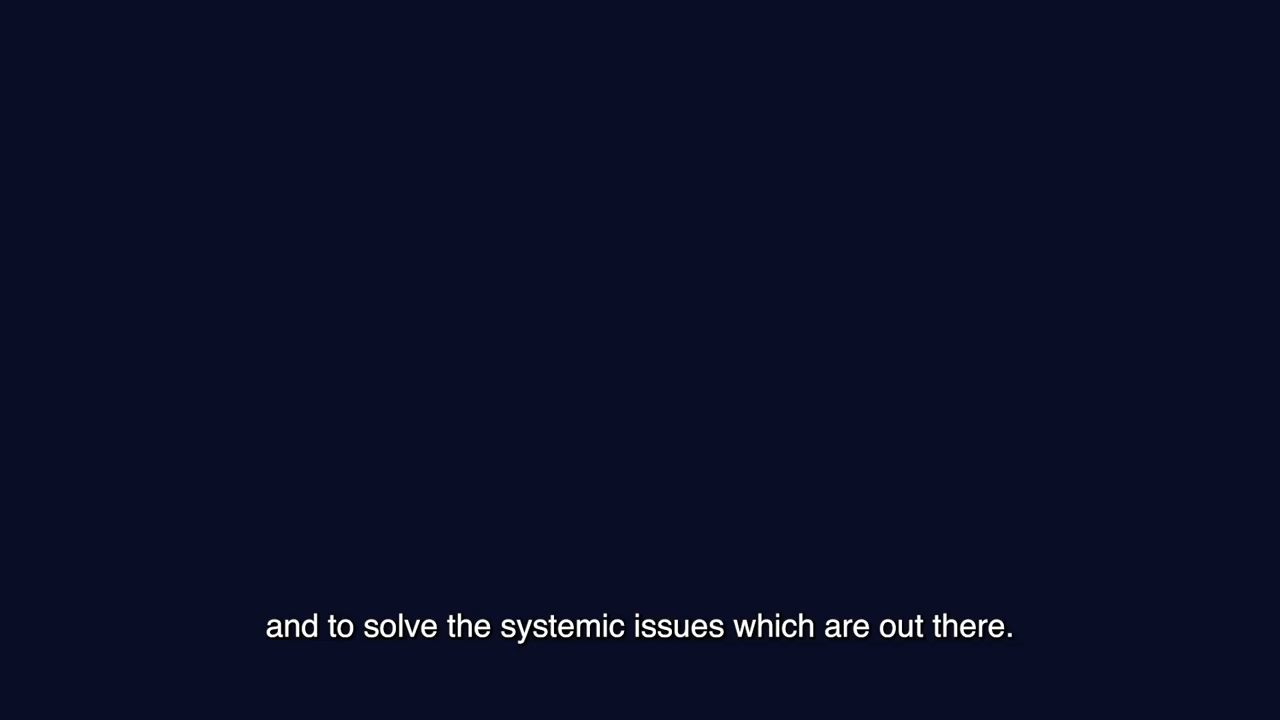 and to solve the systemic issues which are out there.